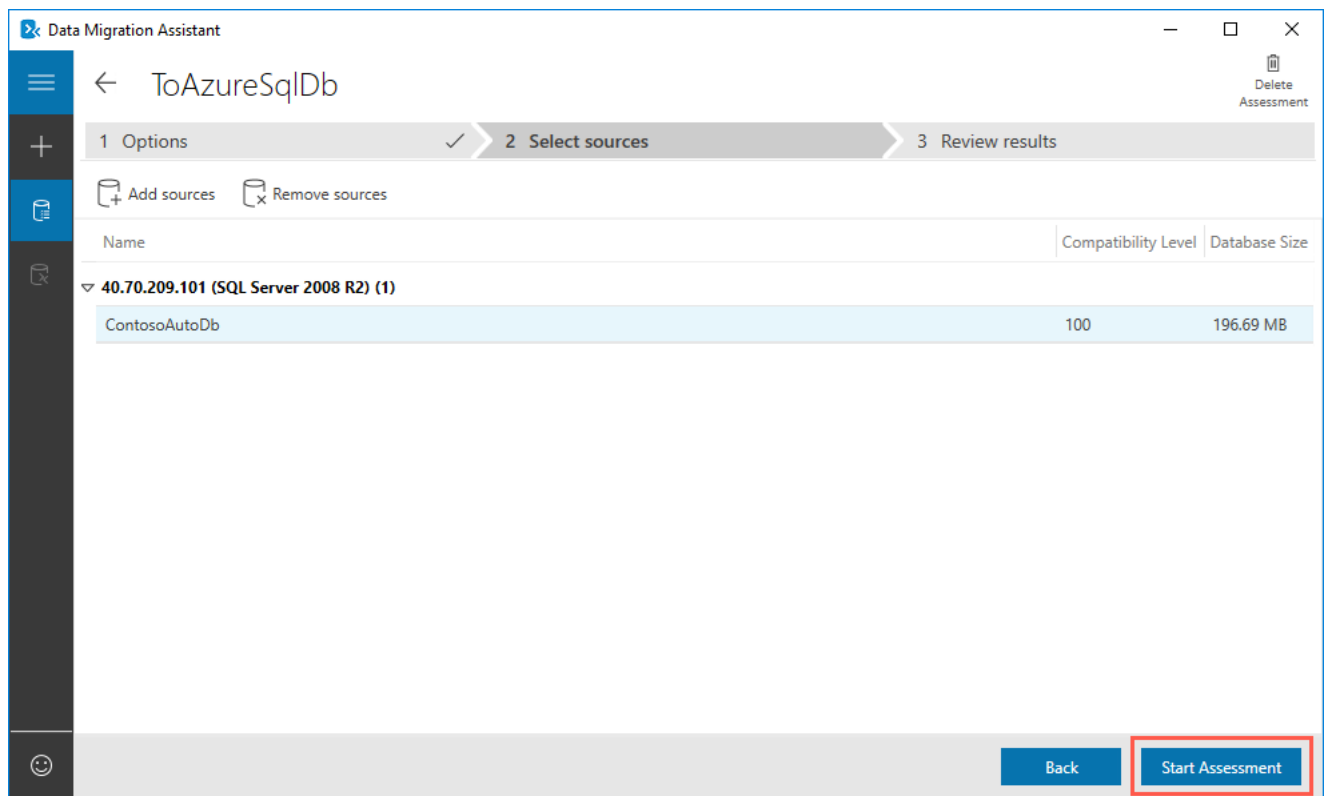 Data Migration Assistant
ToAzureSqlDb
Delete
Assessment
1 Options
2 Select sources
3 Review results
Add sources
Remove sources
Name
Compatibility Level
Database Size
40.70.209.101 (SQL Server 2008 R2) (1)
ContosoAutoDb
100
196.69 MB
Back
Start Assessment